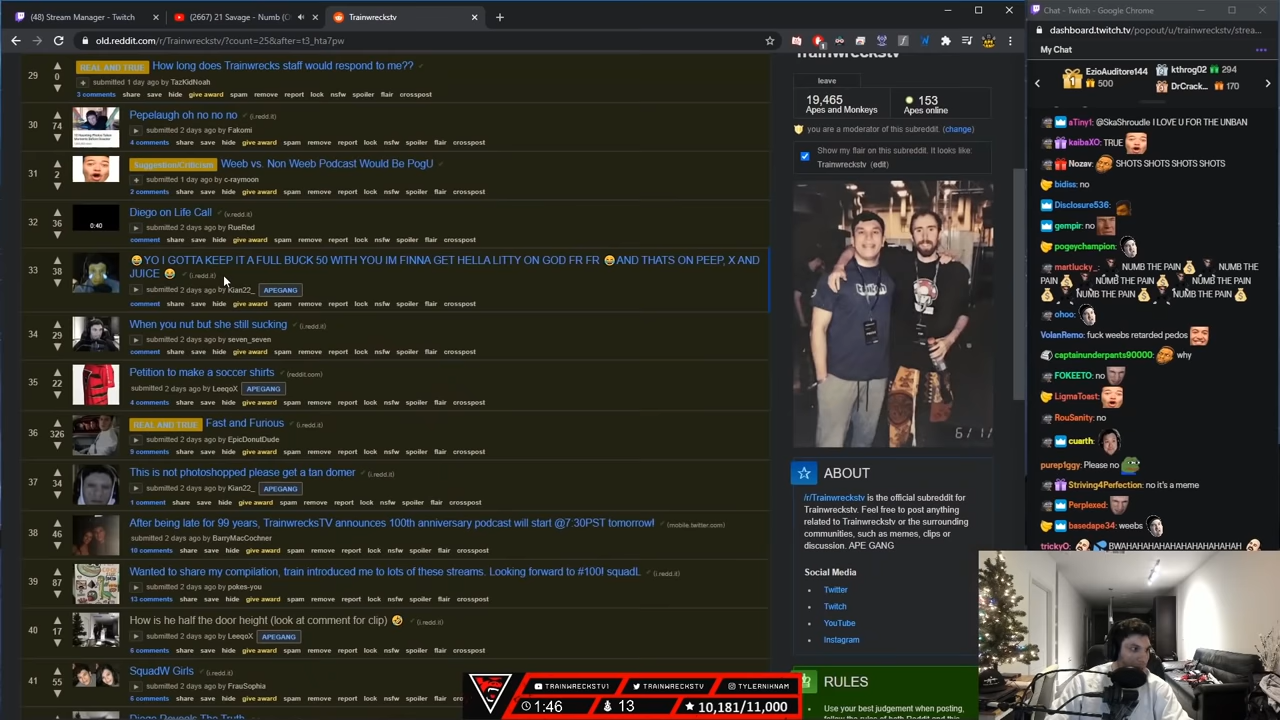 (48) Stream Manager - Twitch
(2667) 21 Savage - Numb (
Trainwreckstv
old.reddit.com/r/Trainwreckstv/?count=25&after=t3_hta7pw
29 0 REAL AND TRUE How long does Trainwrecks staff would respond to me??
submitted 1 day ago by TazKidNoah
3 comments share save hide give award spam remove report lock nsfw spoiler flair crosspost
30 74 Pepelaugh oh no no no (i.redd.it)
submitted 2 days ago by Fakomi
4 comments share save hide give award spam remove report lock nsfw spoiler flair crosspost
31 Suggestion/Criticism Weeb vs. Non Weeb Podcast Would Be PogU
submitted 1 day ago by c-raymoon
2 comments share save hide give award spam remove report lock nsfw spoiler flair crosspost
0:40
32 36 Diego on Life Call (v.redd.it)
submitted 2 days ago by RueRed
comment share save hide give award spam remove report lock nsfw spoiler flair crosspost
33 38 😂YO I GOTTA KEEP IT A FULL BUCK 50 WITH YOU IM FINNA GET HELLA LITTY ON GOD FR FR 😂AND THATS ON PEEP, X AND
JUICE 😂 (i.redd.it)
submitted 2 days ago by Kian22_ APEGANG
comment share save hide give award spam remove report lock nsfw spoiler flair crosspost
34 25 When you nut but she still sucking (i.redd.it)
submitted 2 days ago by seven_seven
comment share save hide give award spam remove report lock nsfw spoiler flair crosspost
35 22 Petition to make a soccer shirts (reddit.com)
submitted 2 days ago by LeeqoX APEGANG
4 comments share save hide give award spam remove report lock nsfw spoiler flair crosspost
36 326 REAL AND TRUE Fast and Furious (i.redd.it)
submitted 2 days ago by EpicDonutDude
9 comments share save hide give award spam remove report lock nsfw spoiler flair crosspost
37 34 This is not photoshopped please get a tan domer (i.redd.it)
submitted 2 days ago by Kian22_ APEGANG
1 comment share save hide give award spam remove report lock nsfw spoiler flair crosspost
38 46 After being late for 99 years, TrainwrecksTV announces 100th anniversary podcast will start @7:30PST tomorrow! (mobile.twitter.com)
submitted 2 days ago by BarryMacCochner
10 comments share save hide give award spam remove report lock nsfw spoiler flair crosspost
39 87 Wanted to share my compilation, train introduced me to lots of these streams. Looking forward to #100! squadL (i.redd.it)
submitted 2 days ago by pokes-you
13 comments share save hide give award spam remove report lock nsfw spoiler flair crosspost
40 17 How is he half the door height (look at comment for clip) 🤣 (i.redd.it)
submitted 2 days ago by LeeqoX APEGANG
6 comments share save hide give award spam remove report lock nsfw spoiler flair crosspost
41 55 SquadW Girls (i.redd.it)
submitted 2 days ago by FrauSophia
6 comments share save hide give award spam
Diego Reveals The Truth
Trainwreckstv
leave
19,465 153
Apes and Monkeys Apes online
you are a moderator of this subreddit. (change)
Show my flair on this subreddit. It looks like:
Trainwreckstv (edit)
6/1
ABOUT
/r/Trainwreckstv is the official subreddit for
Trainwreckstv. Feel free to post anything
related to Trainwreckstv or the surrounding
communities, such as memes, clips or
discussion. APE GANG
Social Media
Twitter
Twitch
YouTube
Instagram
RULES
Use your best judgement when posting,
follow the rules of both Reddit and this
TRAINWRECKSTV1 TRAINWRECKSTV TYLERNIKNAM
1:46 13 10,181/11,000
Chat - Twitch - Google Chrome
dashboard.twitch.tv/popout/u/trainwreckstv/strea...
My Chat
1 EzioAuditore144 500
kthrog02 294
DrCrack... 170
aTiny1: @SkaShroudle I LOVE U FOR THE UNBAN
kaibaXO: TRUE
Nozav: SHOTS SHOTS SHOTS SHOTS
bidiss: no
Disclosure536:
gempir: no
pogeychampion:
martlucky_: NUMB THE PAIN NUMB THE
PAIN NUMB THE PAIN NUMB THE PAIN
NUMB THE PAIN
ohoo:
VolanRemo: fuck weebs retarded pedos
captainunderpants90000: why
FOKEETO: no
LigmaToast:
RouSanity: no
cuarth:
purep1ggy: Please no
Striving4Perfection: no it's a meme
Perplexed:
basedape34: weebs
trickyO: BWAHAHAHAHAHAHAHAHAHAH